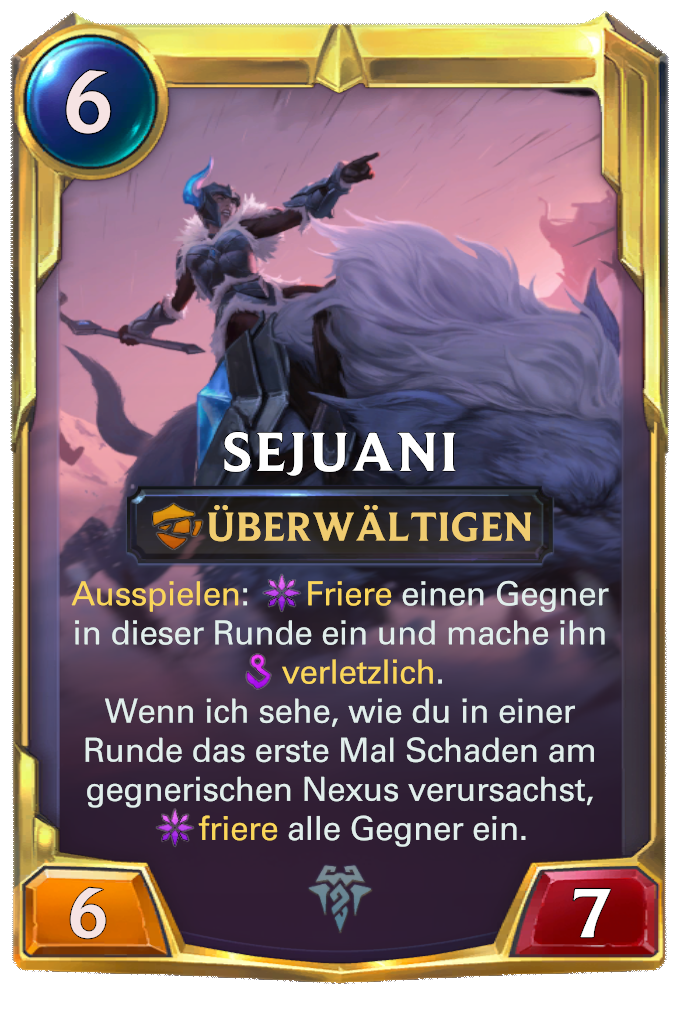 6
SEJUANI
ÜBERWÄLTIGEN
Ausspielen: Friere einen Gegner
in dieser Runde ein und mache ihn
verletzlich.
Wenn ich sehe, wie du in einer
Runde das erste Mal Schaden am
gegnerischen Nexus verursachst,
friere alle Gegner ein.
6
7